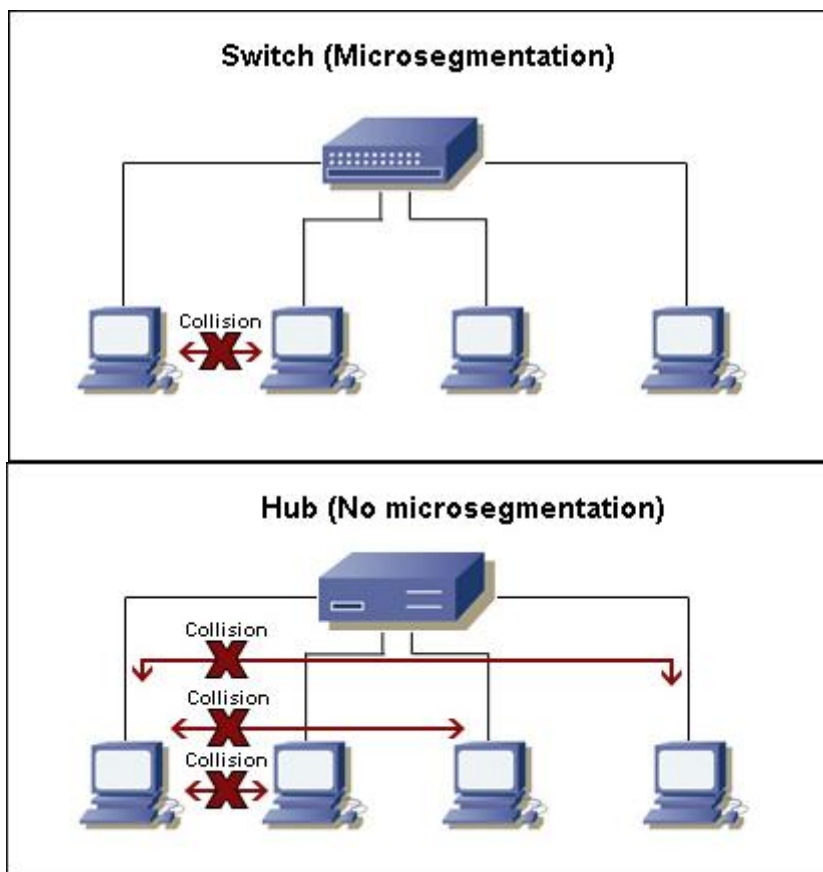 Switch (Microsegmentation)
Collision
Hub (No microsegmentation)
Collision
Collision
Collision